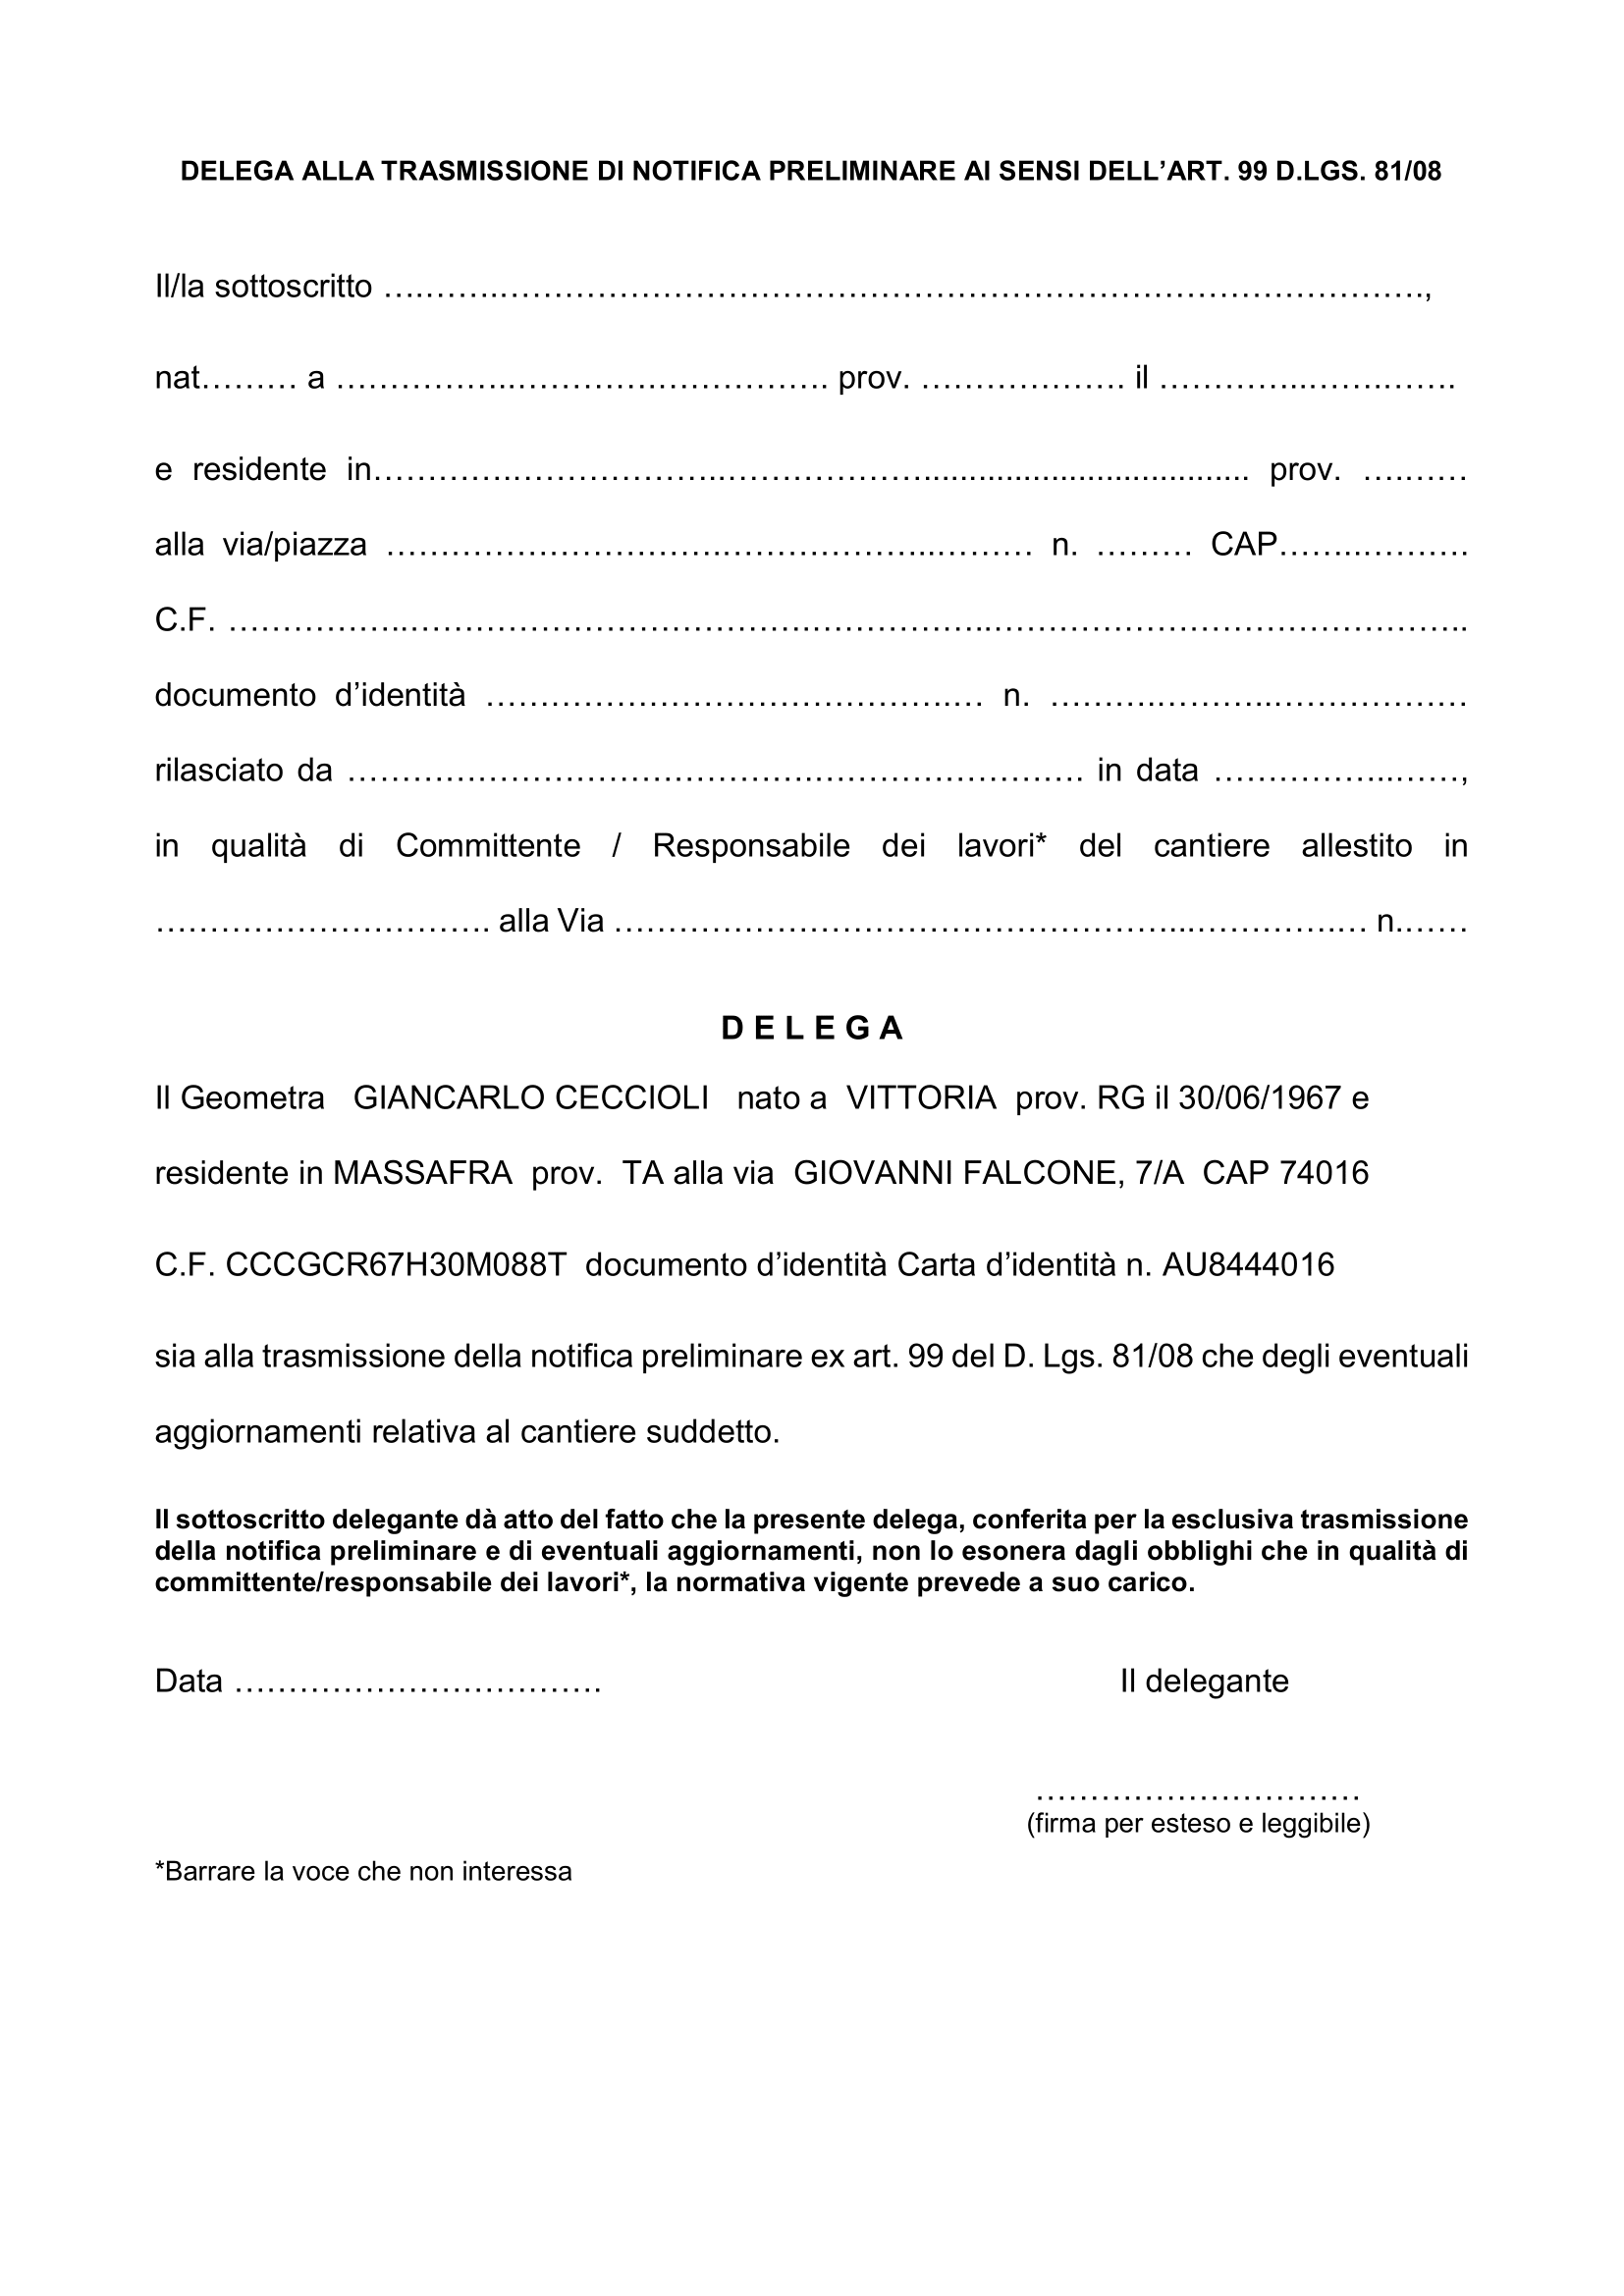 DELEGA ALLA TRASMISSIONE DI NOTIFICA PRELIMINARE AI SENSI DELL’ART. 99 D.LGS. 81/08
Il/la sottoscritto ……………………………………………………………………………………,
nat……… a ……………………………………. prov. ………………. il ……………………….
e residente in…………………………………………….................................... prov. ………
alla via/piazza …………………………………………………… n. ……… CAP………………
C.F. ……………………………………………………………………………………………………..
documento d’identità ………………………………………… n. …………………………………
rilasciato da ……………………………………………………………. in data ……………………,
in qualità di Committente / Responsabile dei lavori* del cantiere allestito in
…………………………. alla Via …………………………………………………………… n.……
D E L E G A
Il Geometra GIANCARLO CECCIOLI nato a VITTORIA prov. RG il 30/06/1967 e
residente in MASSAFRA prov. TA alla via GIOVANNI FALCONE, 7/A CAP 74016
C.F. CCCGCR67H30M088T documento d’identità Carta d’identità n. AU8444016
sia alla trasmissione della notifica preliminare ex art. 99 del D. Lgs. 81/08 che degli eventuali
aggiornamenti relativa al cantiere suddetto.
Il sottoscritto delegante dà atto del fatto che la presente delega, conferita per la esclusiva trasmissione
della notifica preliminare e di eventuali aggiornamenti, non lo esonera dagli obblighi che in qualità di
committente/responsabile dei lavori*, la normativa vigente prevede a suo carico.
Data ……………………………. Il delegante
…………………………
(firma per esteso e leggibile)
*Barrare la voce che non interessa